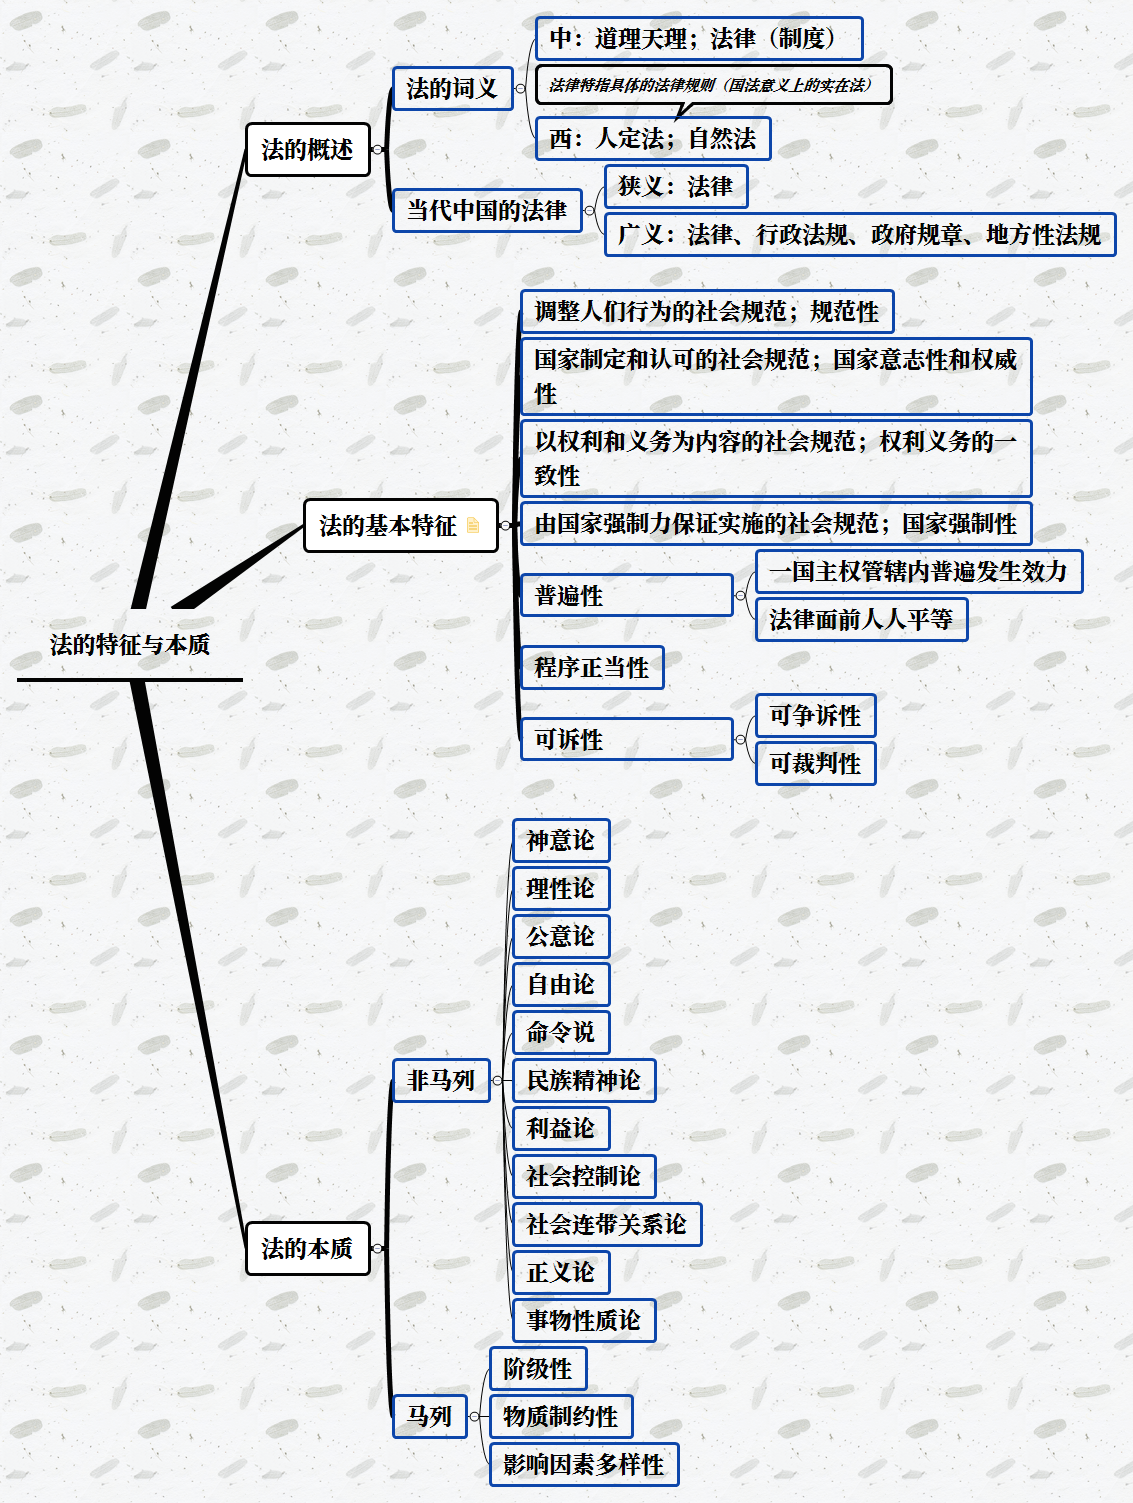 法的特征与本质
法的概述
法的词义
中：道理天理；法律（制度）
法律特指具体的法律规则（国法意义上的实在法）
西：人定法；自然法
当代中国的法律
狭义：法律
广义：法律、行政法规、政府规章、地方性法规
法的基本特征
调整人们行为的社会规范；规范性
国家制定和认可的社会规范；国家意志性和权威
性
以权利和义务为内容的社会规范；权利义务的一
致性
由国家强制力保证实施的社会规范；国家强制性
普遍性
一国主权管辖内普遍发生效力
法律面前人人平等
程序正当性
可诉性
可争诉性
可裁判性
法的本质
非马列
神意论
理性论
公意论
自由论
命令说
民族精神论
利益论
社会控制论
社会连带关系论
正义论
事物性质论
马列
阶级性
物质制约性
影响因素多样性